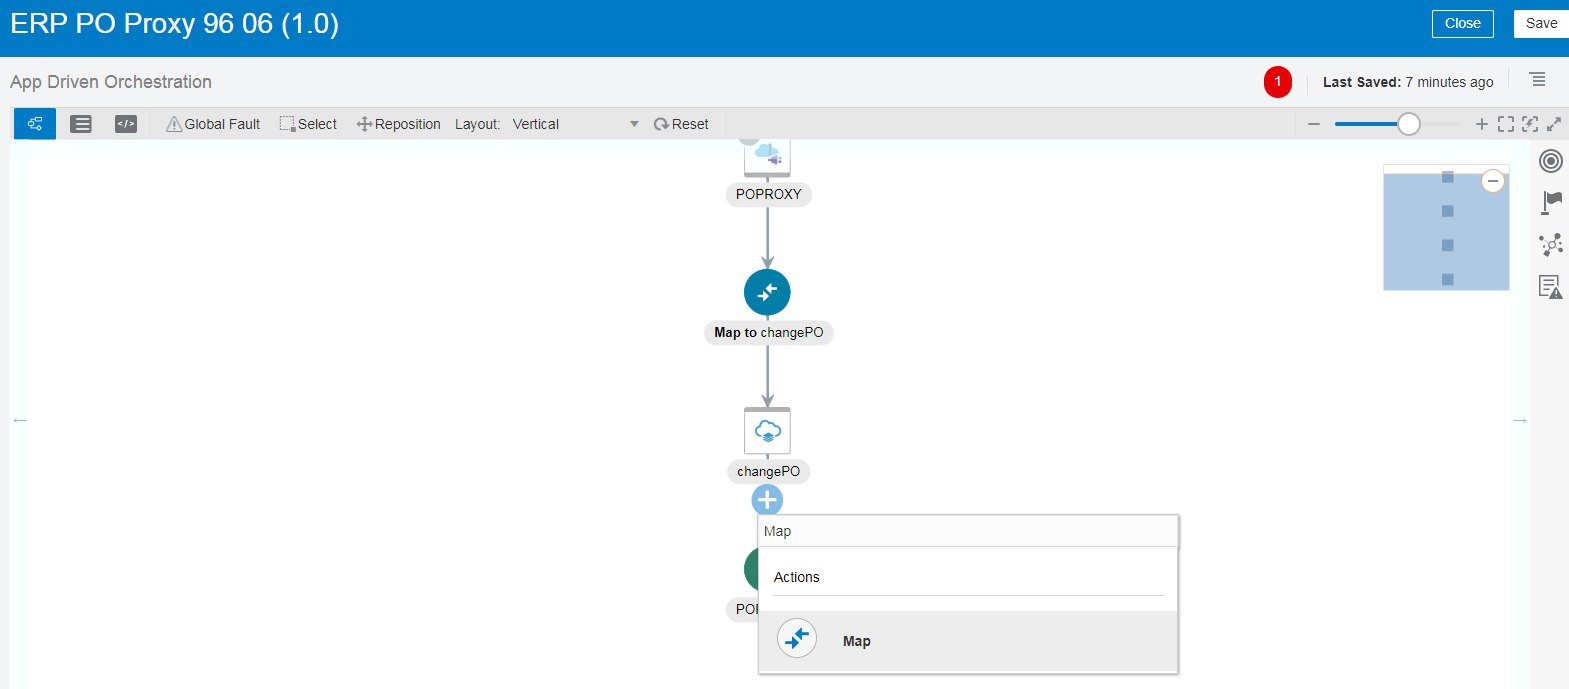 ERP PO Proxy 96 06 (1.0)
Close
Save
App Driven Orchestration
1
Last Saved: 7 minutes ago
</>
Global Fault
Select
Reposition
Layout: Vertical
Reset
POPROXY
Map to changePO
changePO
Map
Actions
Map